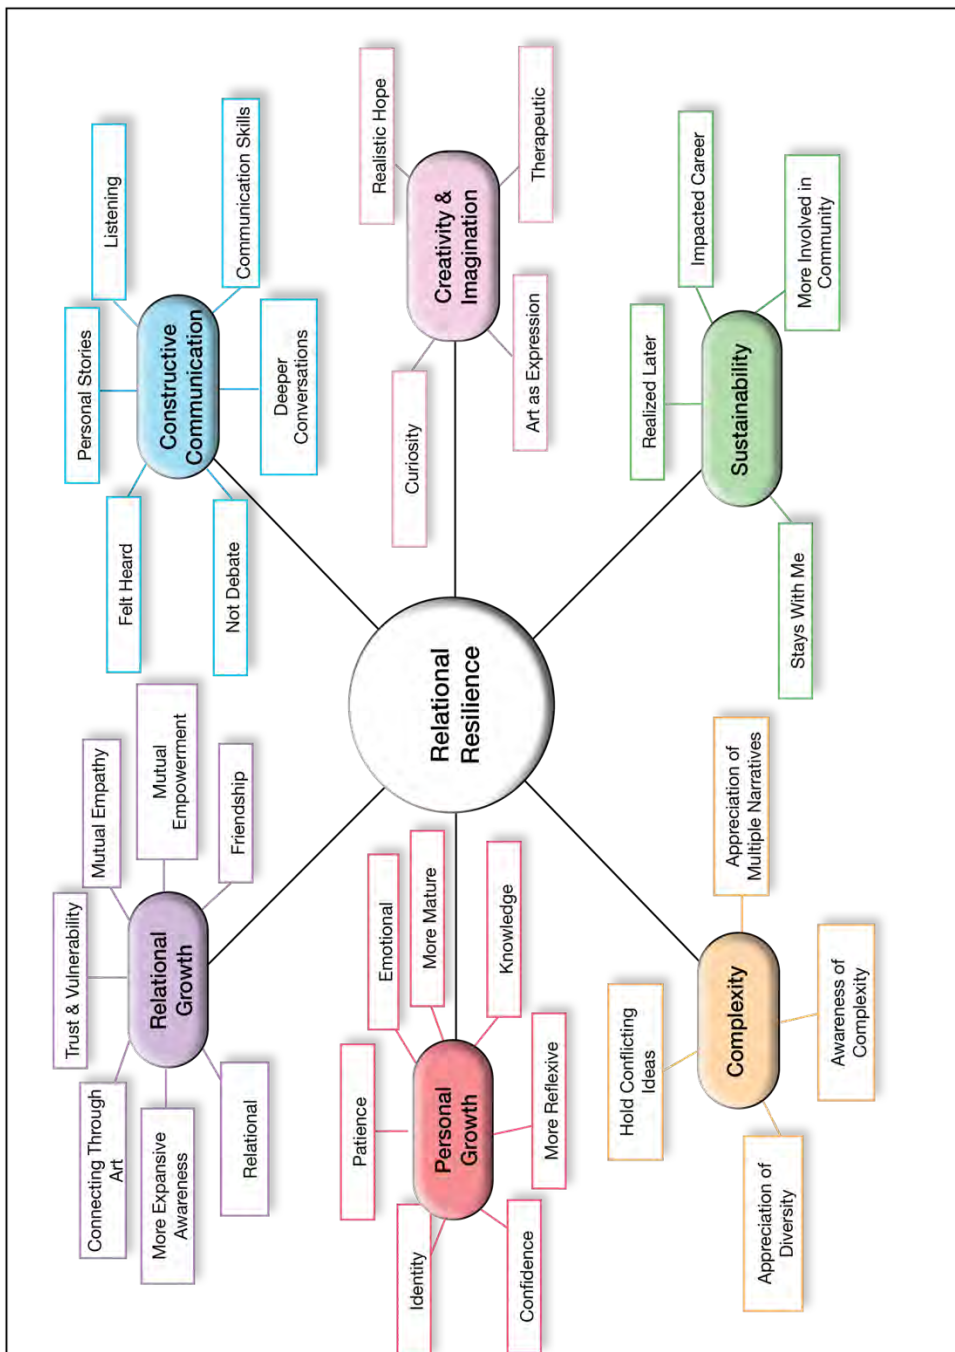 Connecting Through
Art
Trust & Vulnerability
Mutual Empathy
More Expansive
Awareness
Mutual
Empowerment
Relational
Growth
Relational
Friendship
Felt Heard
Personal Stories
Listening
Constructive
Communication
Not Debate
Communication Skills
Deeper
Conversations
Patience
Emotional
Identity
More Mature
Personal
Growth
Knowledge
Confidence
More Reflexive
Relational
Resilience
Curiosity
Realistic Hope
Creativity &
Imagination
Art as Expression
Therapeutic
Hold Conflicting
Ideas
Appreciation of
Multiple Narratives
Complexity
Appreciation of
Diversity
Awareness of
Complexity
Realized Later
Impacted Career
Sustainability
Stays With Me
More Involved in
Community